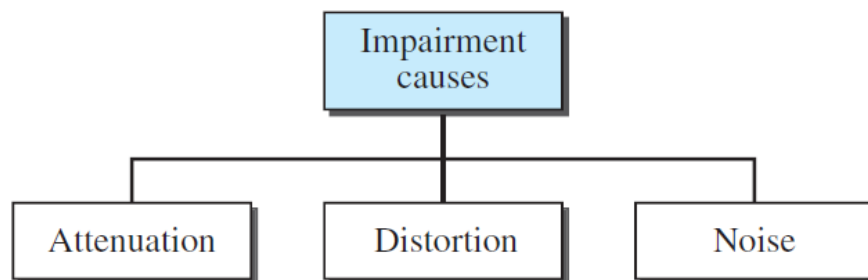 Impairment
causes
Attenuation
Distortion
Noise